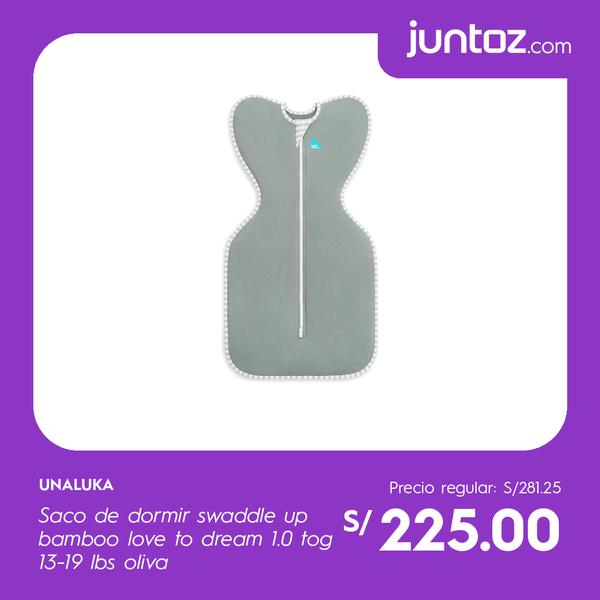 juntoz.com
UNALUKA
Saco de dormir swaddle up
bamboo love to dream 1.0 tog
13-19 lbs oliva
Precio regular: S/281.25
S/ 225.00